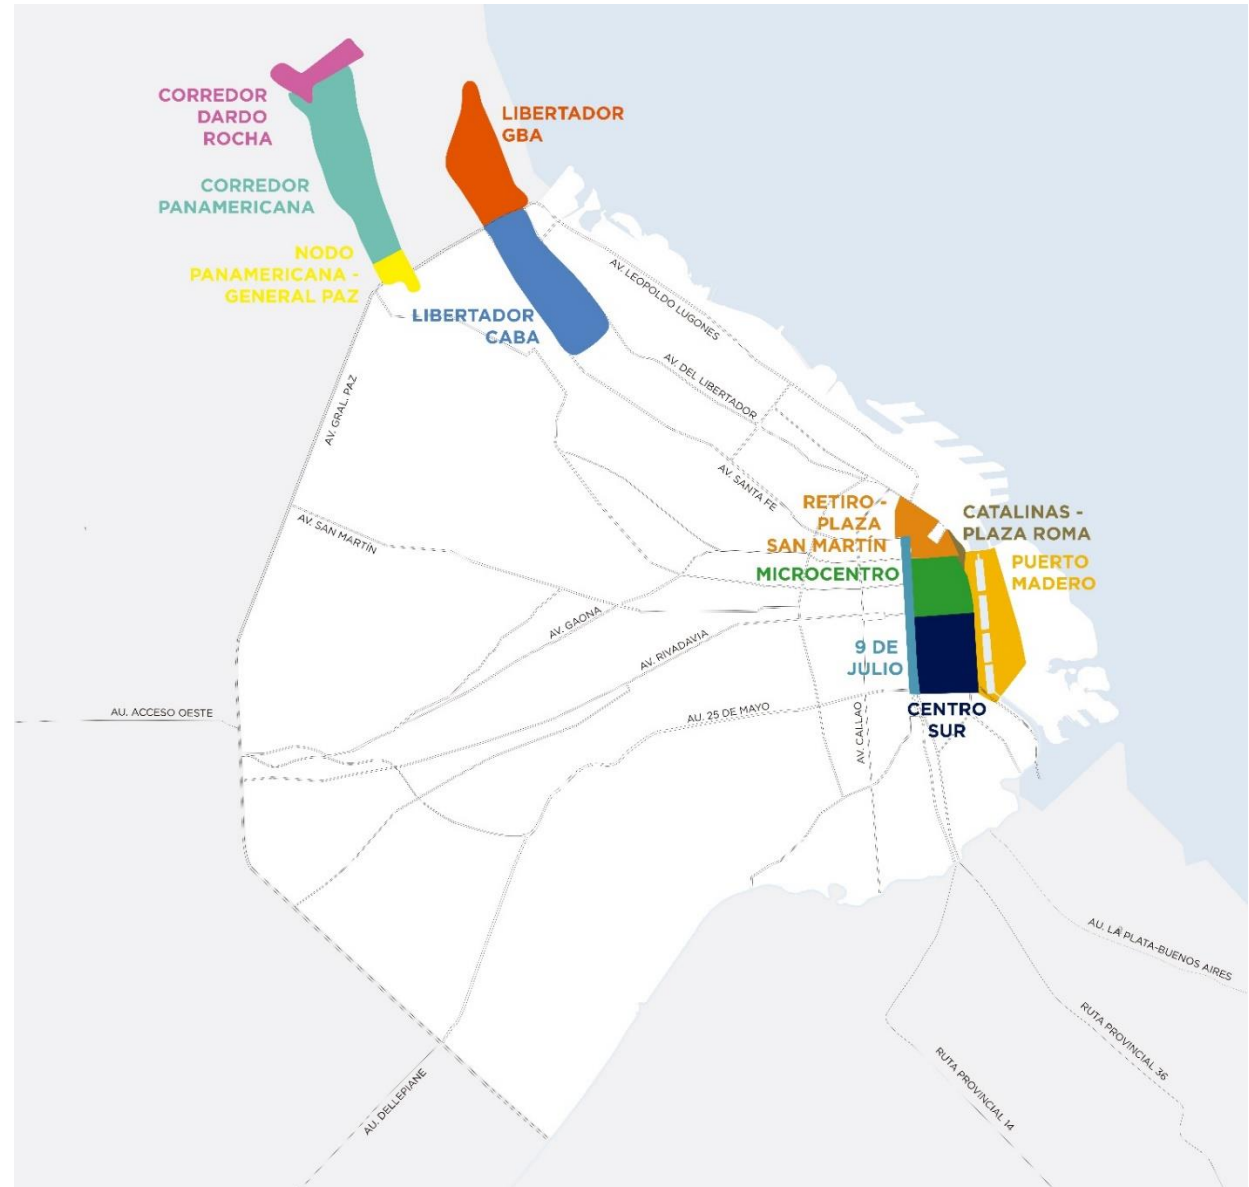 CORREDOR
DARDO
ROCHA
LIBERTADOR
GBA
CORREDOR
PANAMERICANA
NODO
PANAMERICANA -
GENERAL PAZ
LIBERTADOR
CABA
AV. LEOPOLDO LUGONES
AV. DEL LIBERTADOR
AV. GRAL. PAZ
AV. SANTA FE
AV. SAN MARTÍN
RETIRO -
PLAZA
SAN MARTÍN
CATALINAS -
PLAZA ROMA
MICROCENTRO
PUERTO
MADERO
AV. GAONA
AV. RIVADAVIA
9 DE
JULIO
AU. ACCESO OESTE
AU. 25 DE MAYO
AV. CALLAO
CENTRO
SUR
AU. LA PLATA-BUENOS AIRES
RUTA PROVINCIAL 36
RUTA PROVINCIAL 14
AU. DELLEPIANE